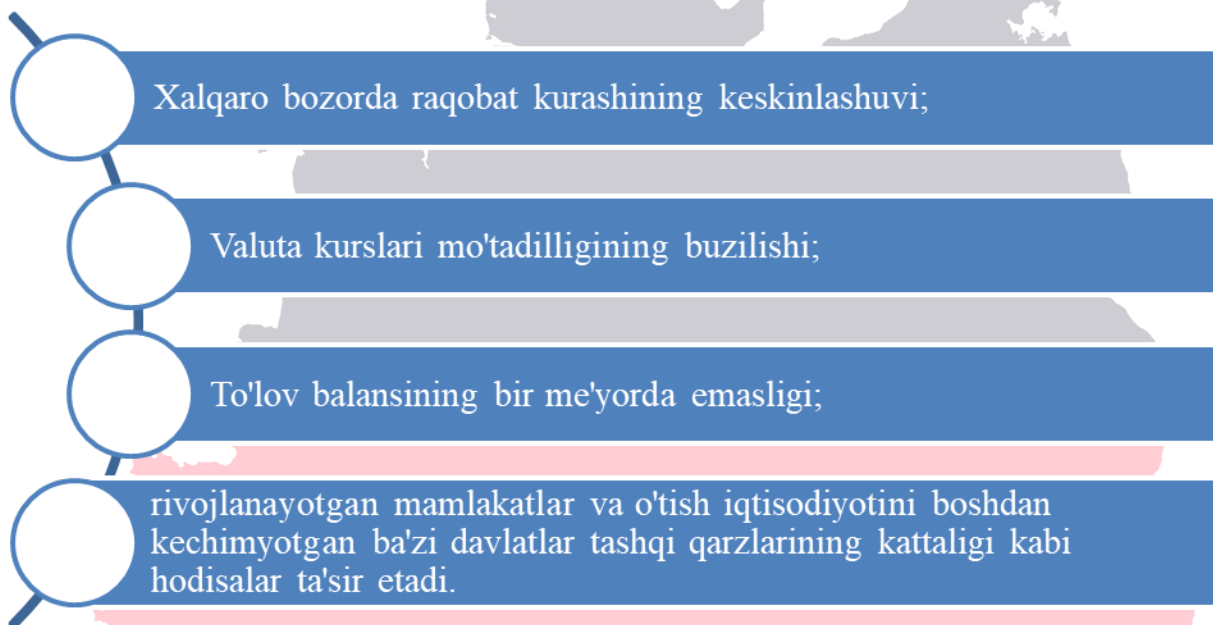 Xalqaro bozorda raqobat kurashining keskinlashuvi;
Valuta kurslari mo'tadilligining buzilishi;
To'lov balansining bir me'yorda emasligi;
rivojlanayotgan mamlakatlar va o'tish iqtisodiyotini boshdan
kechimyotgan ba'zi davlatlar tashqi qarzlarining kattaligi kabi
hodisalar ta'sir etadi.